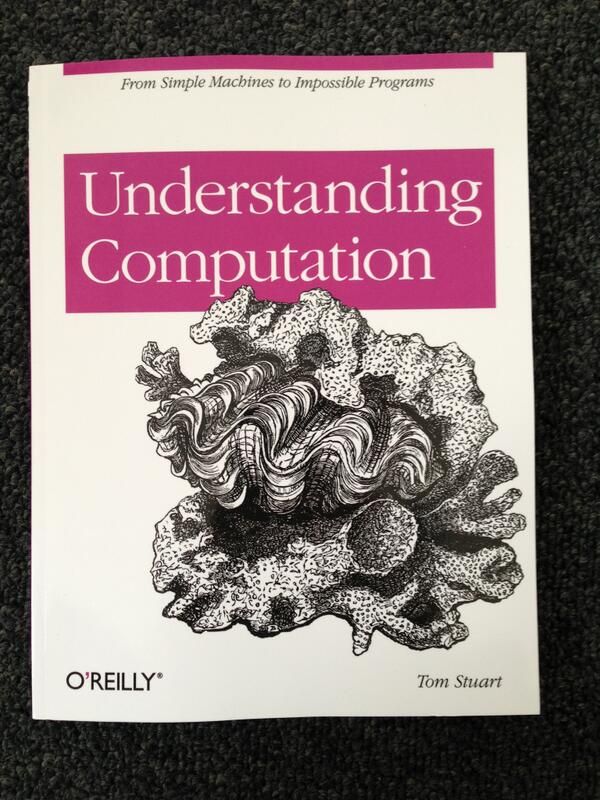 From Simple Machines to Impossible Programs
Understanding
Computation
O'REILLY®
Tom Stuart